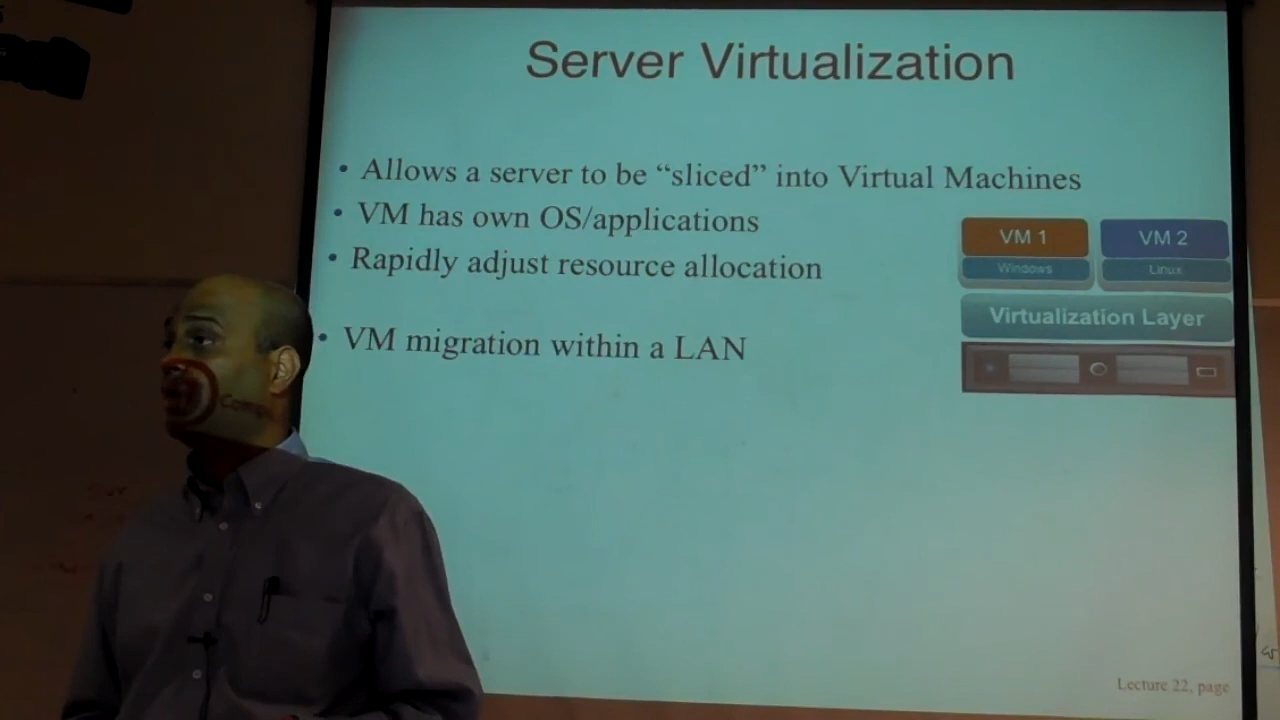 Server Virtualization
• Allows a server to be “sliced” into Virtual Machines
• VM has own OS/applications
• Rapidly adjust resource allocation
• VM migration within a LAN
VM 1
VM 2
Windows
Linux
Virtualization Layer
Lecture 22, page